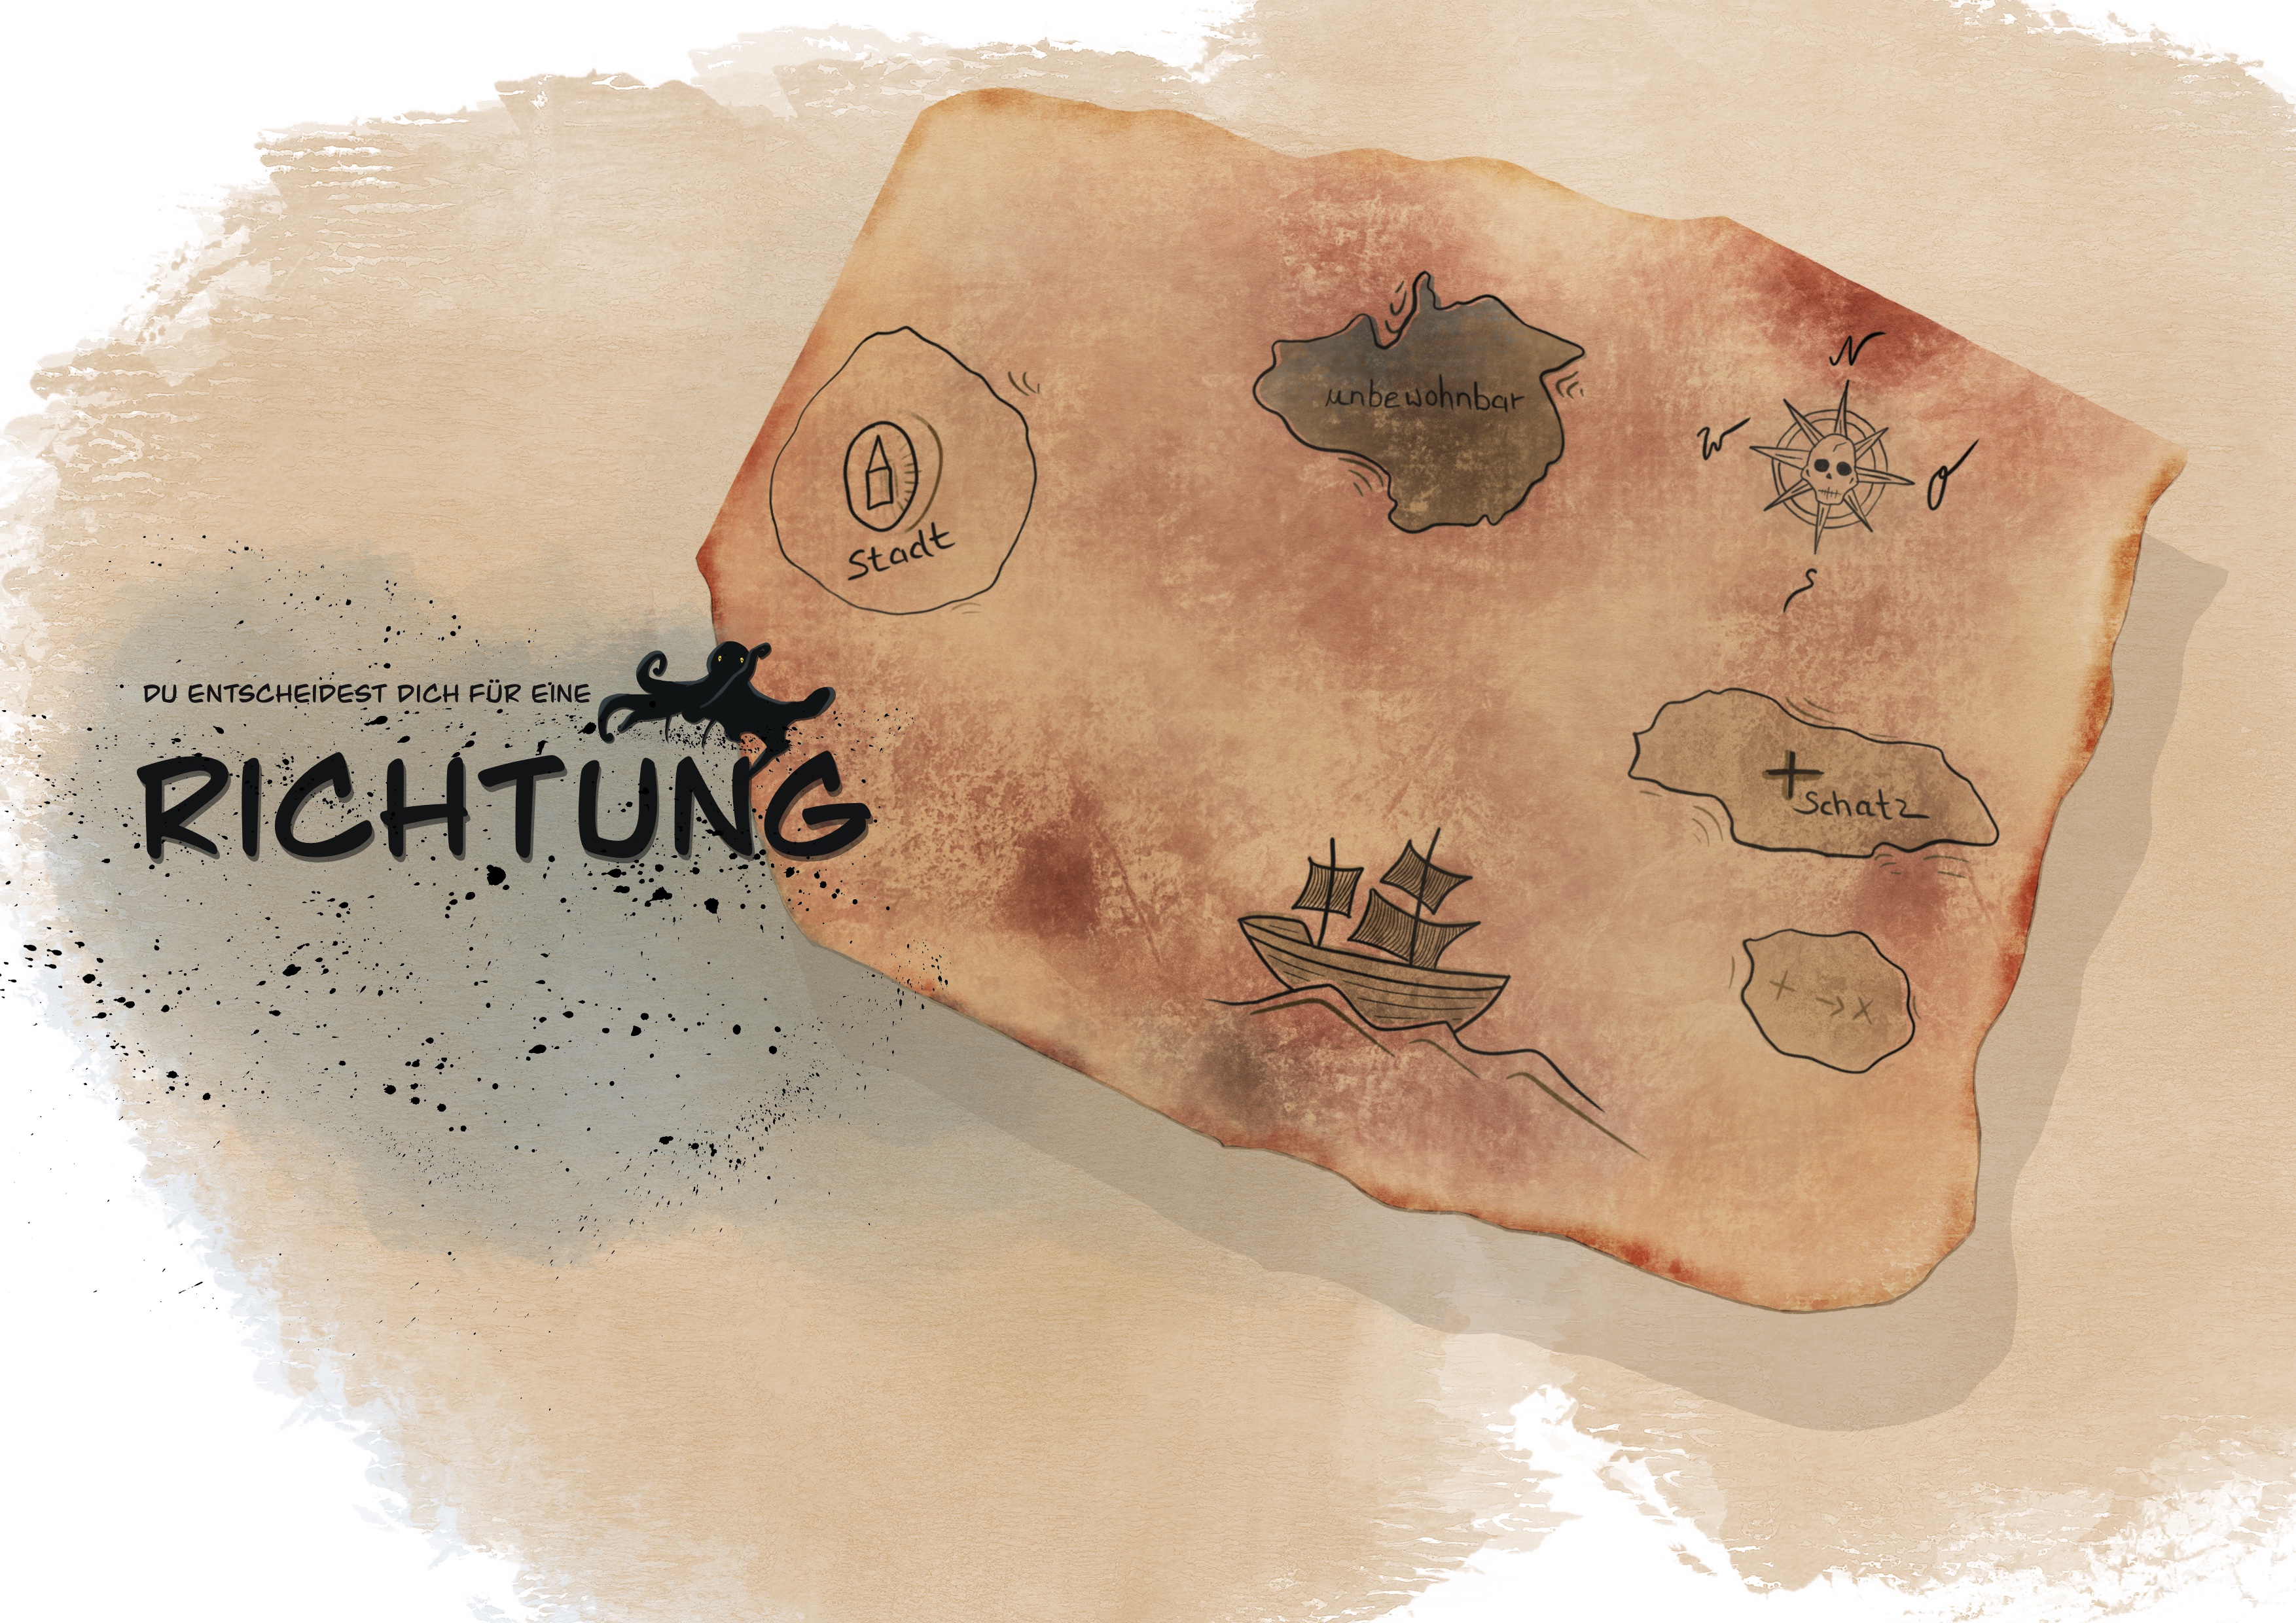 DU ENTSCHEIDEST DICH FÜR EINE
RICHTUNG
Stadt
unbewohnbar
N
W
O
S
+
Schatz
x → x